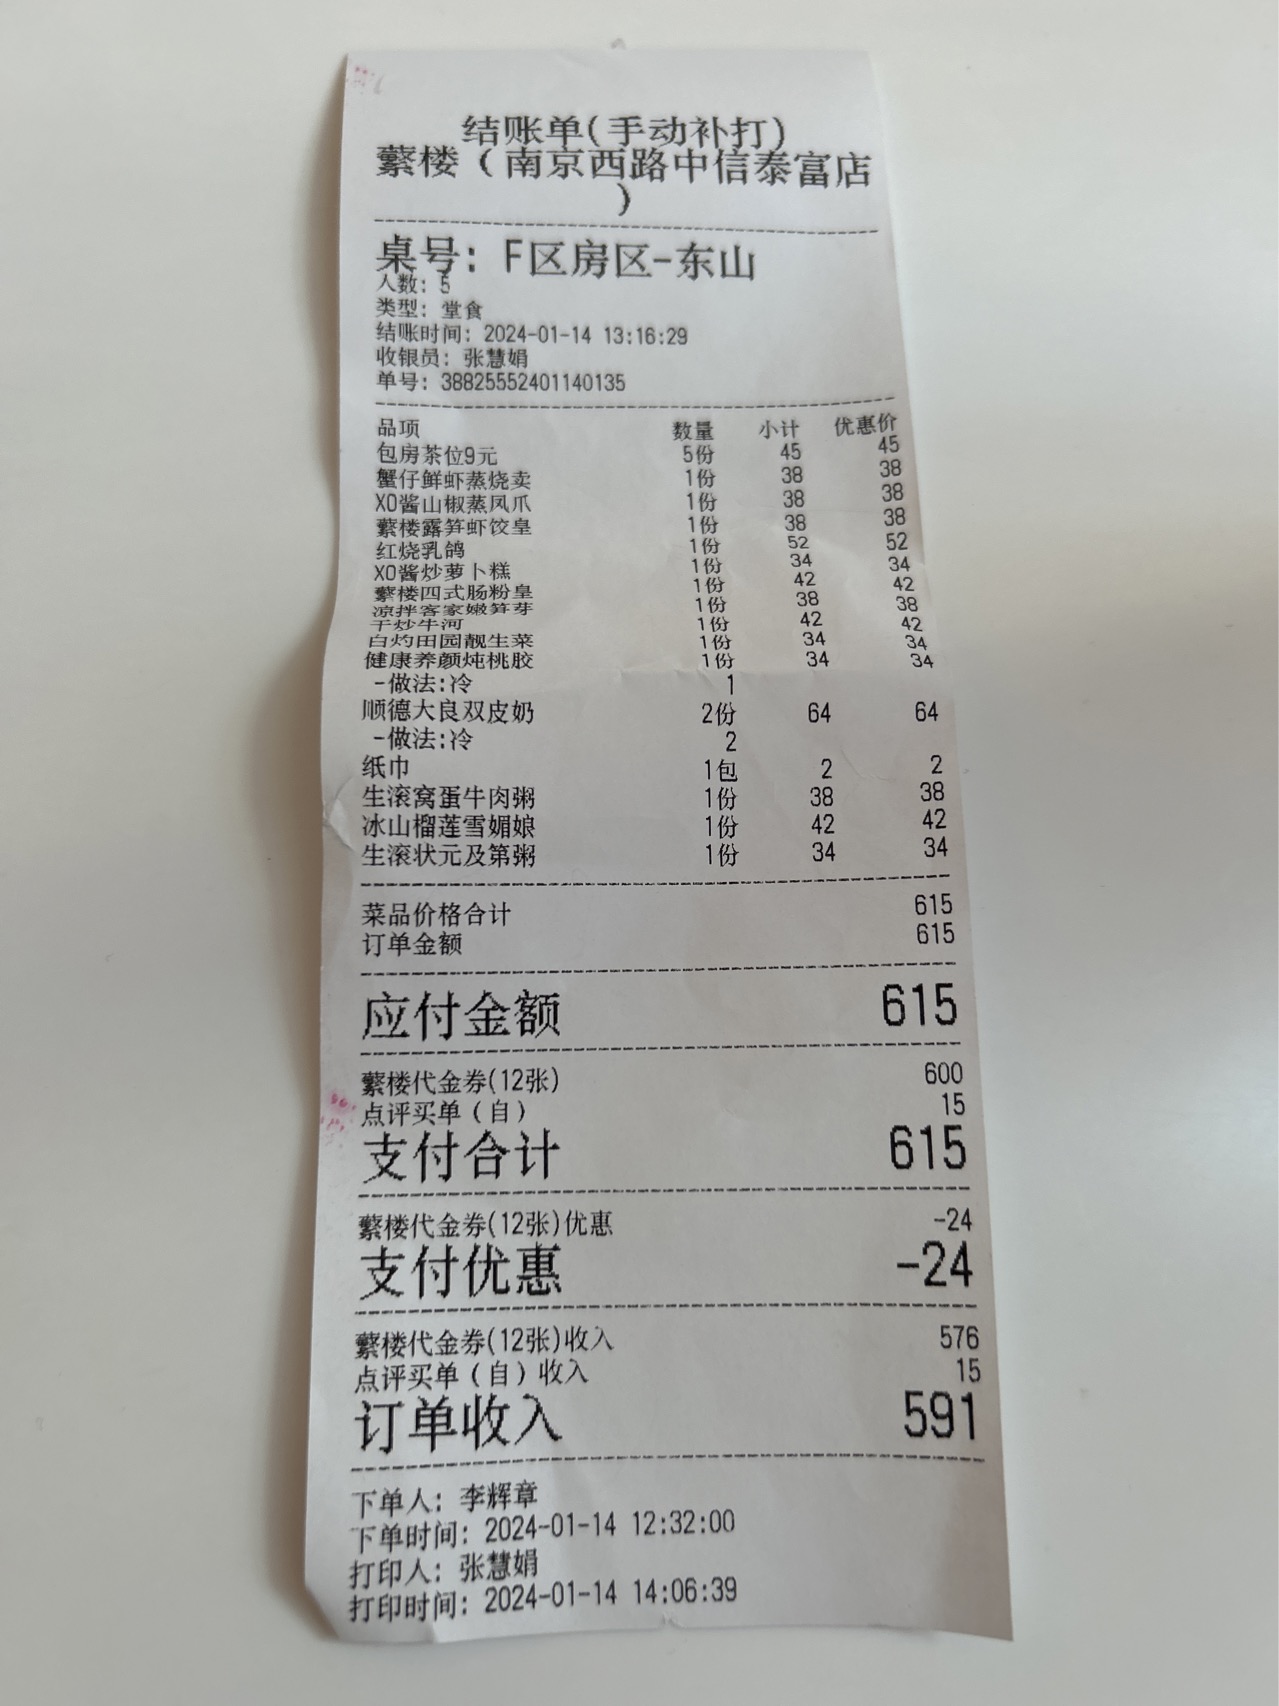 结账单(手动补打)
蘩楼（南京西路中信泰富店
）
桌号: F区房区-东山
人数: 5
类型: 堂食
结账时间: 2024-01-14 13:16:29
收银员: 张慧娟
单号: 388255552401140135
品项 数量 小计 优惠价
包房茶位9元 5份 45 45
蟹仔鲜虾蒸烧卖 1份 38 38
XO酱山椒蒸凤爪 1份 38 38
蘩楼露笋虾饺皇 1份 38 38
红烧乳鸽 1份 52 52
XO酱炒萝卜糕 1份 34 34
蘩楼四式肠粉皇 1份 42 42
凉拌客家嫩笋芽 1份 38 38
干炒牛河 1份 42 42
白灼田园靓生菜 1份 34 34
健康养颜炖桃胶 1份 34 34
-做法:冷 1
顺德大良双皮奶 2份 64 64
-做法:冷 2
纸巾 1包 2 2
生滚窝蛋牛肉粥 1份 38 38
冰山榴莲雪媚娘 1份 42 42
生滚状元及第粥 1份 34 34
菜品价格合计 615
订单金额 615
应付金额 615
蘩楼代金券(12张) 600
点评买单（自） 15
支付合计 615
蘩楼代金券(12张)优惠 -24
支付优惠 -24
蘩楼代金券(12张)收入 576
点评买单（自）收入 15
订单收入 591
下单人: 李辉章
下单时间: 2024-01-14 12:32:00
打印人: 张慧娟
打印时间: 2024-01-14 14:06:39